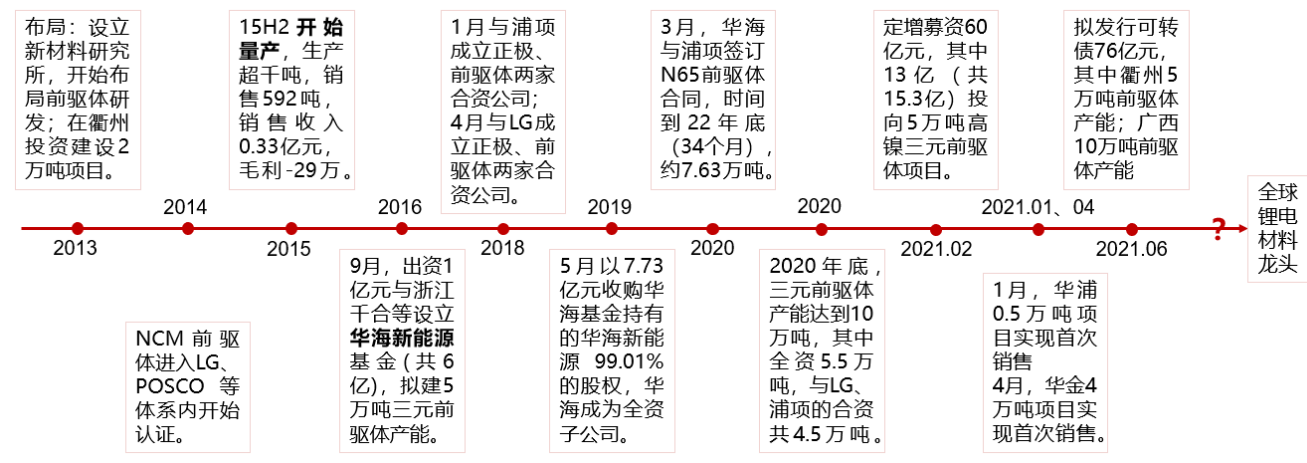 布局：设立
新材料研究
所，开始布
局前驱体研
发；在衢州
投资建设2
万吨项目。
15H2 开始
量产，生产
超千吨，销
售592吨，
销售收入
0.33亿元，
毛利-29万。
1月与浦项
成立正极、
前驱体两家
合资公司；
4月与LG成
立正极、前
驱体两家合
资公司。
3月，华海
与浦项签订
N65前驱体
合同，时间
到22年底
（34个月），
约7.63万吨。
定增募资60
亿元，其中
13亿（共
15.3亿）投
向5万吨高
镍三元前驱
体项目。
拟发行可转
债76亿元，
其中衢州5
万吨前驱体
产能；广西
10万吨前驱
体产能
2014
2016
2019
2020
2021.01、04
2013
2015
2018
2020
2021.02
2021.06
?
全球
锂电
材料
龙头
NCM前驱
体进入LG、
POSCO等
体系内开始
认证。
9月，出资1
亿元与浙江
千合等设立
华海新能源
基金（共6
亿），拟建5
万吨三元前
驱体产能。
5月以7.73
亿元收购华
海基金持有
的华海新能
源99.01%
的股权，华
海成为全资
子公司。
2020年底，
三元前驱体
产能达到10
万吨，其中
全资5.5万
吨，与LG、
浦项的合资
共4.5万吨。
1月，华浦
0.5万吨项
目实现首次
销售
4月，华金4
万吨项目实
现首次销售。